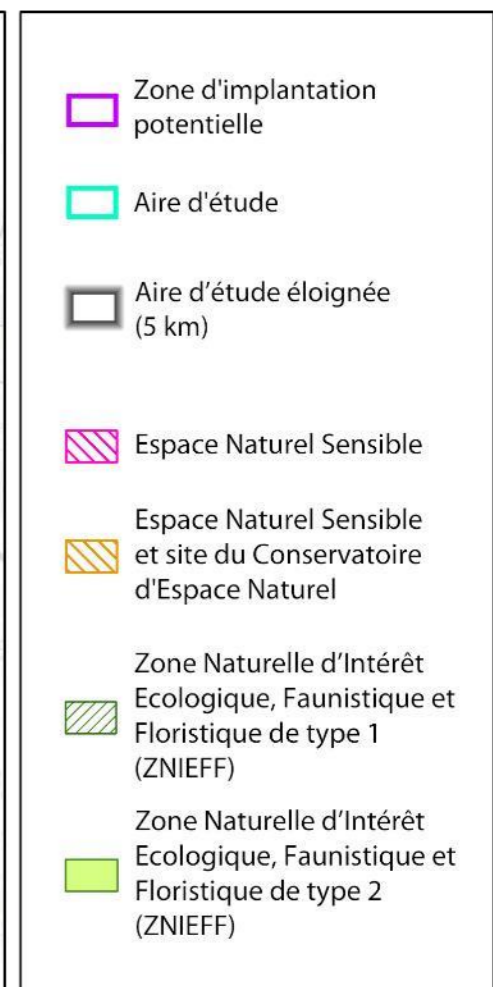 Zone d'implantation
potentielle
Aire d'étude
Aire d’étude éloignée
(5 km)
Espace Naturel Sensible
Espace Naturel Sensible
et site du Conservatoire
d'Espace Naturel
Zone Naturelle d’Intérêt
Ecologique, Faunistique et
Floristique de type 1
(ZNIEFF)
Zone Naturelle d’Intérêt
Ecologique, Faunistique et
Floristique de type 2
(ZNIEFF)